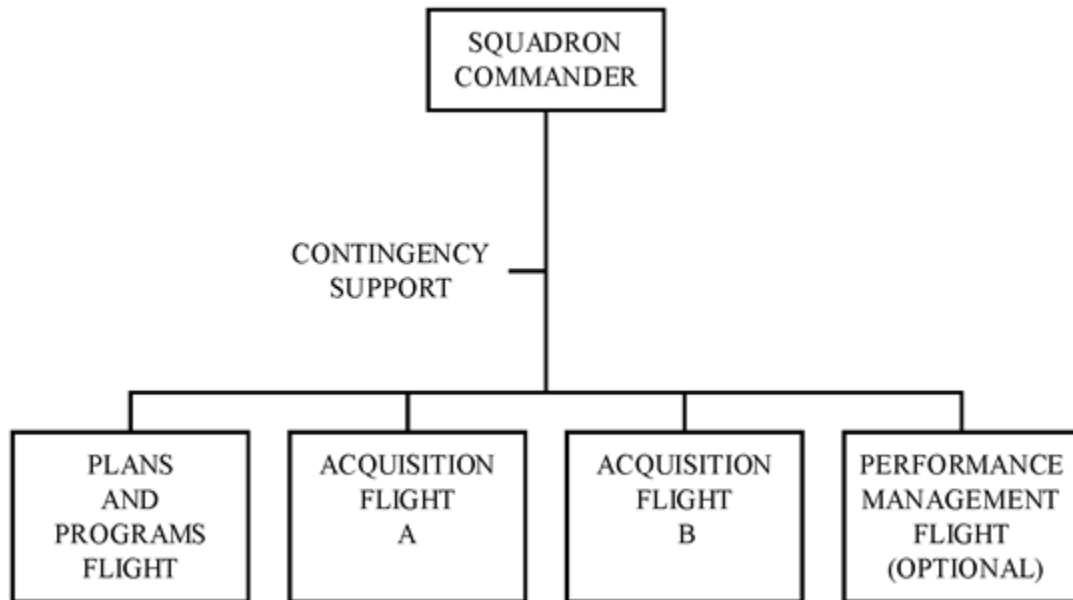 SQUADRON
COMMANDER
CONTINGENCY
SUPPORT
PLANS
AND
PROGRAMS
FLIGHT
ACQUISITION
FLIGHT
A
ACQUISITION
FLIGHT
B
PERFORMANCE
MANAGEMENT
FLIGHT
(OPTIONAL)